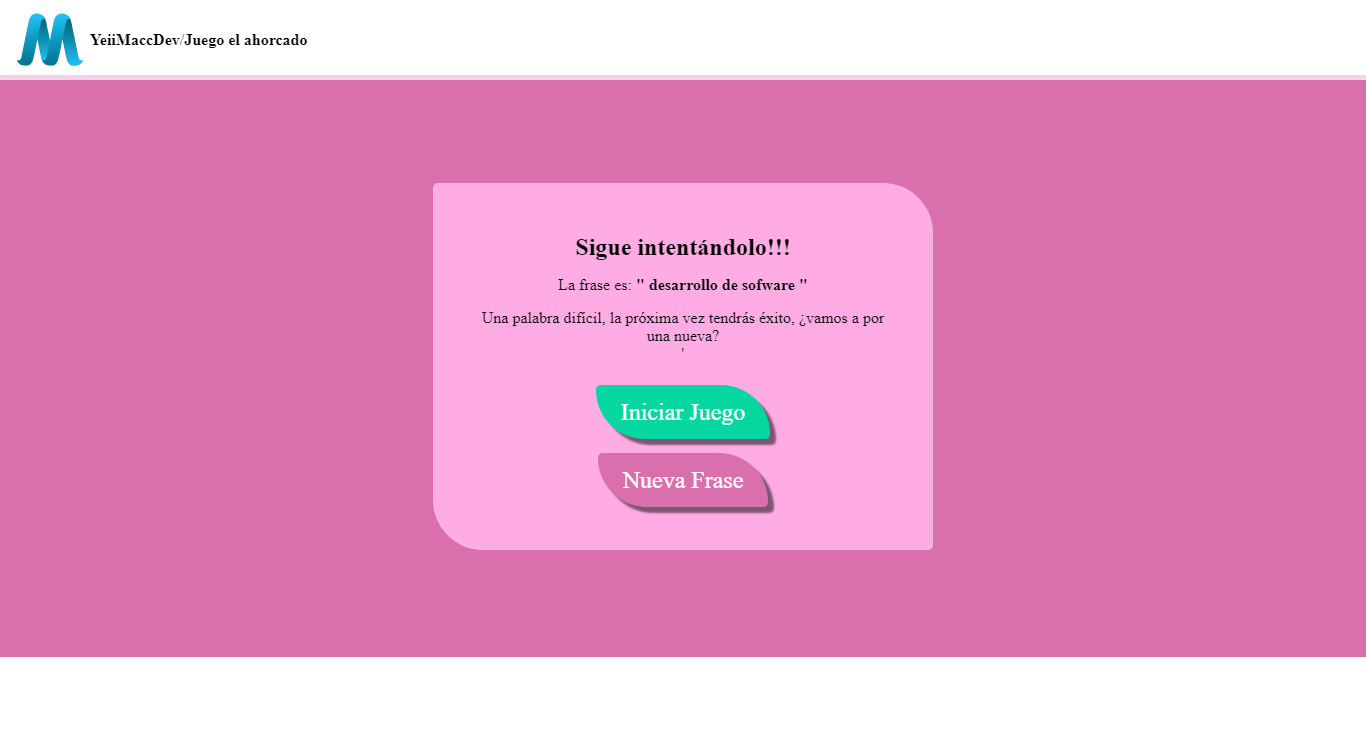 YeiiMaccDev/Juego el ahorcado
Sigue intentándolo!!!
La frase es: " desarrollo de sofware "
Una palabra difícil, la próxima vez tendrás éxito, ¿vamos a por
una nueva?
'
Iniciar Juego
Nueva Frase